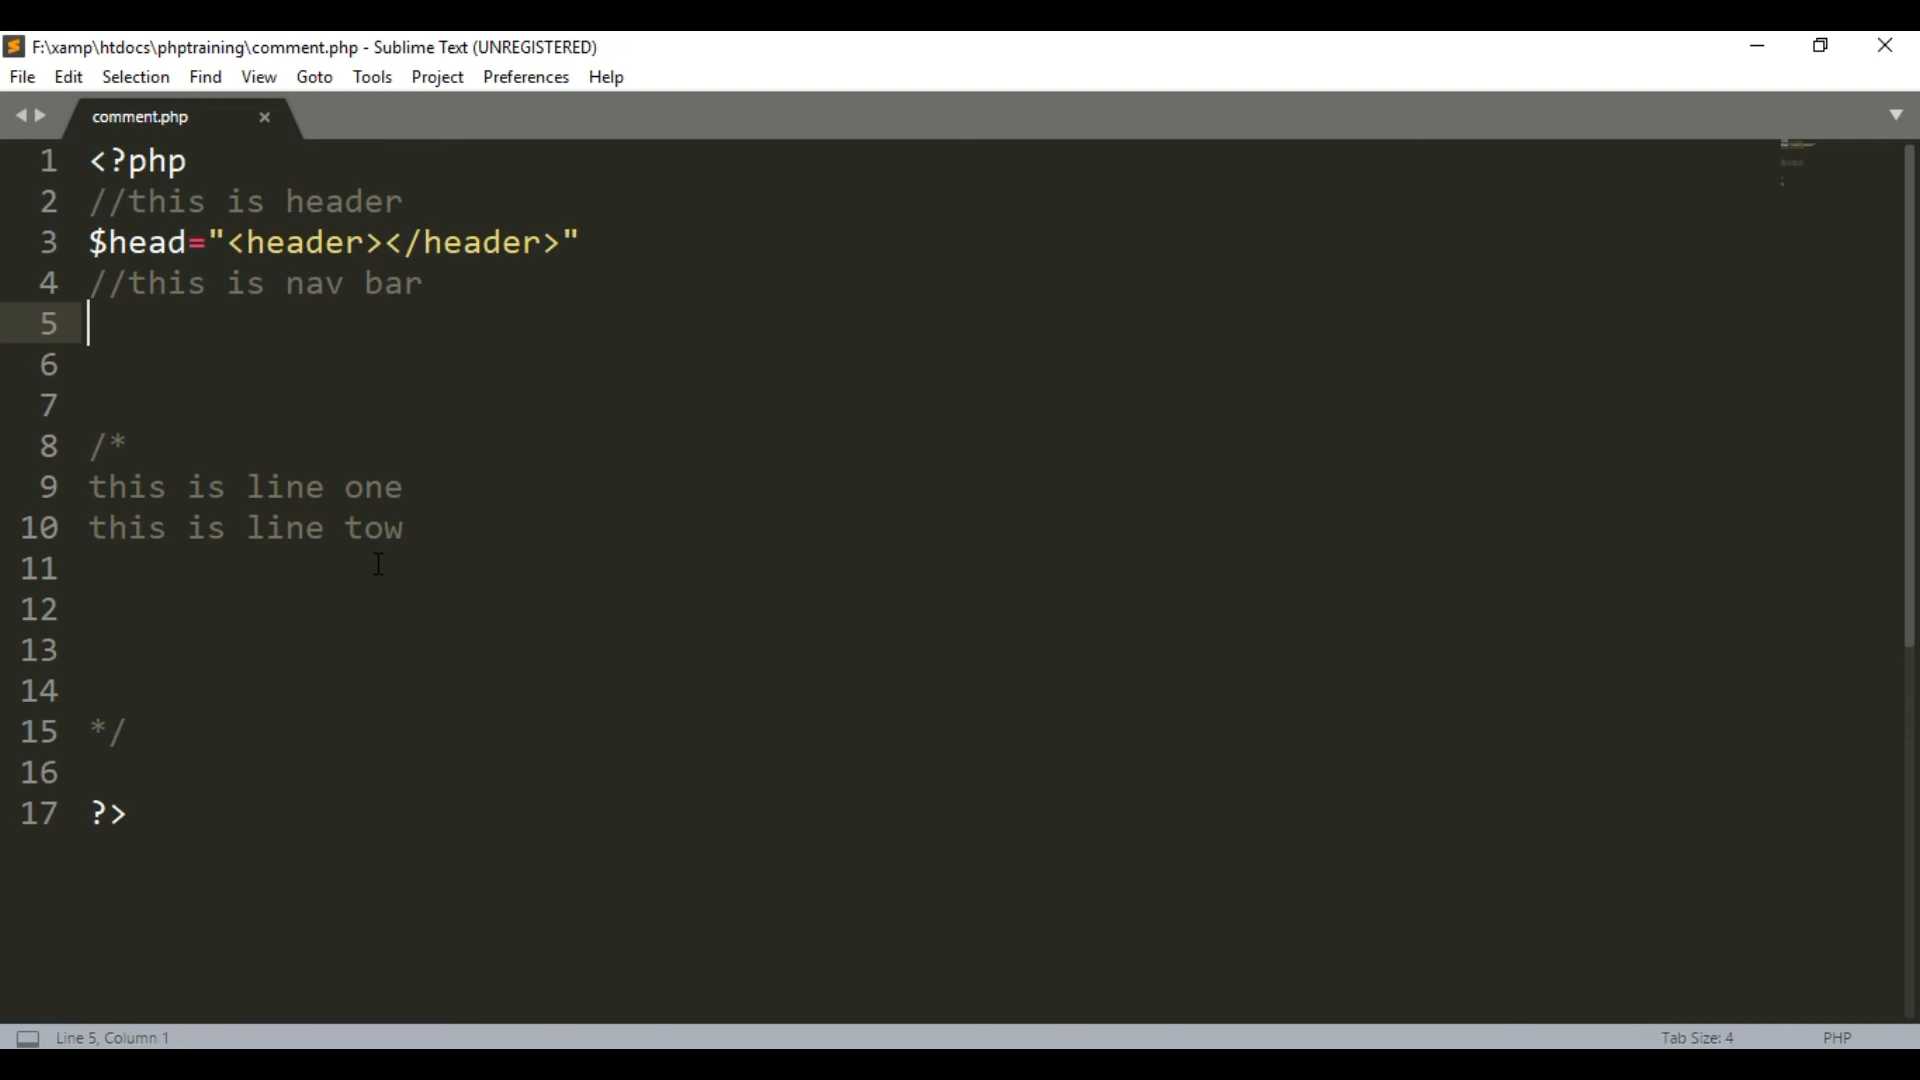 F:\xamp\htdocs\phptraining\comment.php - Sublime Text (UNREGISTERED)
File Edit Selection Find View Goto Tools Project Preferences Help
comment.php
1 <?php
2 //this is header
3 $head="<header></header>"
4 //this is nav bar
5
6
7
8 /*
9 this is line one
10 this is line tow
11
12
13
14
15 */
16
17 ?>
Line 5, Column 1 Tab Size: 4 PHP